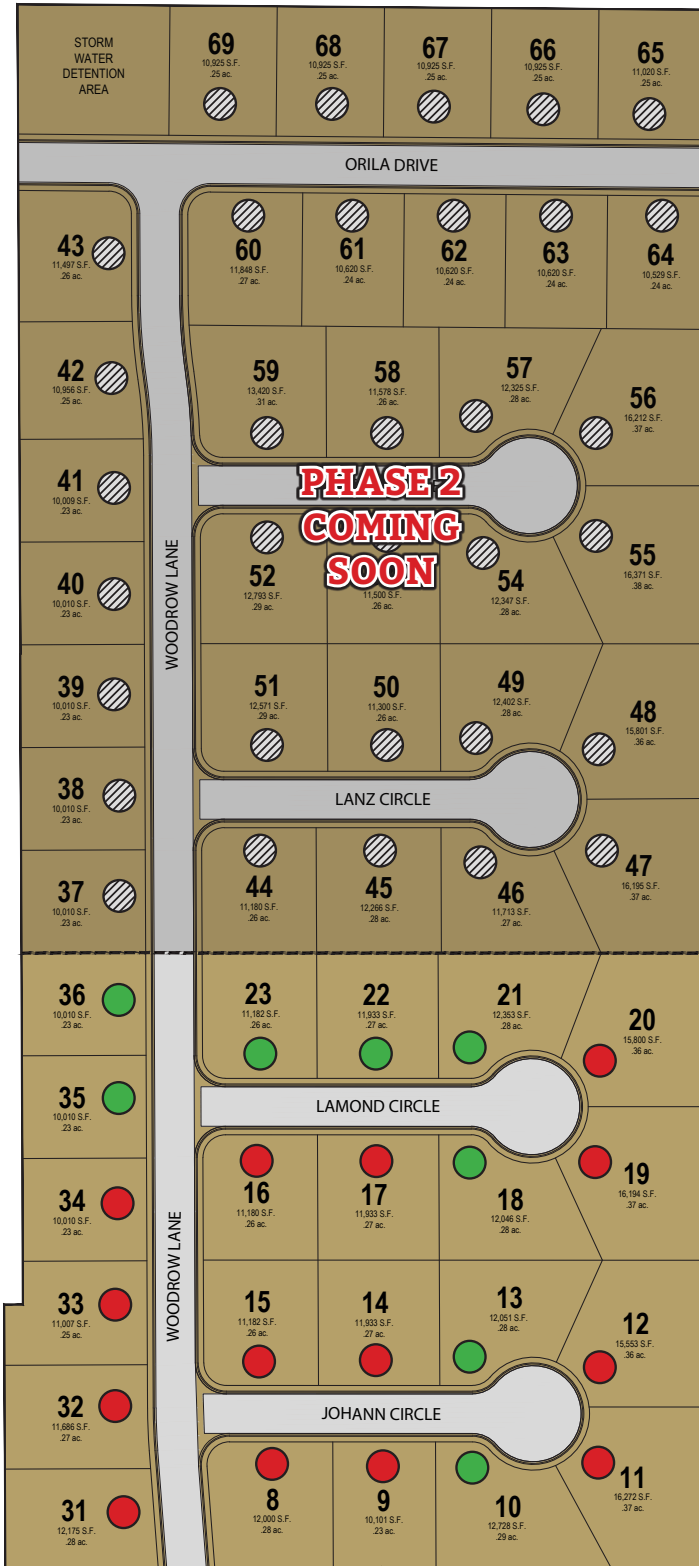 STORM
WATER
DETENTION
AREA
69
10,925 S.F.
.25 ac.
68
10,925 S.F.
.25 ac.
67
10,925 S.F.
.25 ac.
66
10,925 S.F.
.25 ac.
65
11,020 S.F.
.25 ac.
ORILA DRIVE
43
11,497 S.F.
.26 ac.
60
11,848 S.F.
.27 ac.
61
10,620 S.F.
.24 ac.
62
10,620 S.F.
.24 ac.
63
10,620 S.F.
.24 ac.
64
10,529 S.F.
.24 ac.
42
10,956 S.F.
.25 ac.
59
13,420 S.F.
.31 ac.
58
11,578 S.F.
.26 ac.
57
12,325 S.F.
.28 ac.
56
16,212 S.F.
.37 ac.
41
10,009 S.F.
.23 ac.
PHASE 2
COMING
SOON
40
10,010 S.F.
.23 ac.
WOODROW LANE
52
12,793 S.F.
.29 ac.
11,500 S.F.
.26 ac.
54
12,347 S.F.
.28 ac.
55
16,371 S.F.
.38 ac.
39
10,010 S.F.
.23 ac.
51
12,571 S.F.
.29 ac.
50
11,300 S.F.
.26 ac.
49
12,402 S.F.
.28 ac.
48
15,801 S.F.
.36 ac.
38
10,010 S.F.
.23 ac.
LANZ CIRCLE
37
10,010 S.F.
.23 ac.
44
11,180 S.F.
.26 ac.
45
12,266 S.F.
.28 ac.
46
11,713 S.F.
.27 ac.
47
16,195 S.F.
.37 ac.
36
10,010 S.F.
.23 ac.
23
11,182 S.F.
.26 ac.
22
11,933 S.F.
.27 ac.
21
12,353 S.F.
.28 ac.
20
15,800 S.F.
.36 ac.
35
10,010 S.F.
.23 ac.
LAMOND CIRCLE
34
10,010 S.F.
.23 ac.
16
11,180 S.F.
.26 ac.
17
11,933 S.F.
.27 ac.
18
12,046 S.F.
.28 ac.
19
16,194 S.F.
.37 ac.
WOODROW LANE
33
11,007 S.F.
.25 ac.
15
11,182 S.F.
.26 ac.
14
11,933 S.F.
.27 ac.
13
12,051 S.F.
.28 ac.
12
15,553 S.F.
.36 ac.
32
11,686 S.F.
.27 ac.
JOHANN CIRCLE
31
12,175 S.F.
.28 ac.
8
12,000 S.F.
.28 ac.
9
10,101 S.F.
.23 ac.
10
12,728 S.F.
.29 ac.
11
16,272 S.F.
.37 ac.